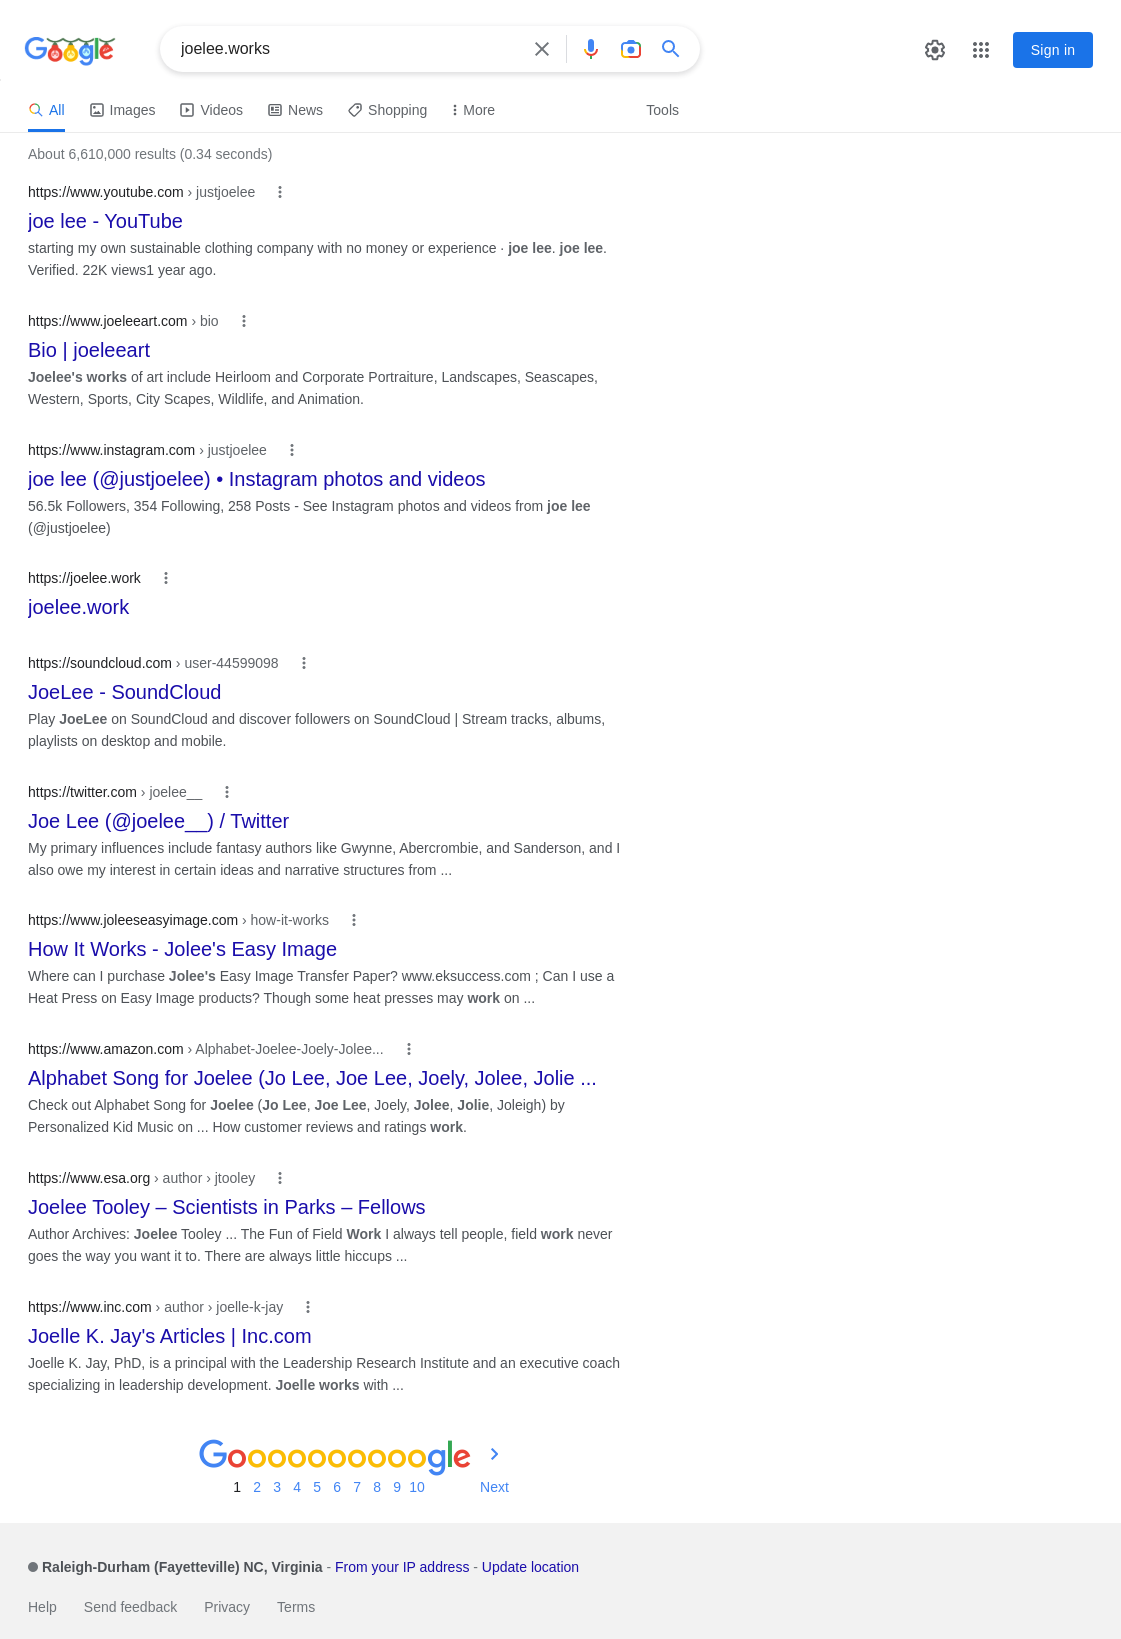 Google
joelee.works
Sign in
All Images Videos News Shopping More Tools
About 6,610,000 results (0.34 seconds)
https://www.youtube.com › justjoelee
joe lee - YouTube
starting my own sustainable clothing company with no money or experience · joe lee. joe lee.
Verified. 22K views1 year ago.
https://www.joeleeart.com › bio
Bio | joeleeart
Joelee's works of art include Heirloom and Corporate Portraiture, Landscapes, Seascapes,
Western, Sports, City Scapes, Wildlife, and Animation.
https://www.instagram.com › justjoelee
joe lee (@justjoelee) • Instagram photos and videos
56.5k Followers, 354 Following, 258 Posts - See Instagram photos and videos from joe lee
(@justjoelee)
https://joelee.work
joelee.work
https://soundcloud.com › user-44599098
JoeLee - SoundCloud
Play JoeLee on SoundCloud and discover followers on SoundCloud | Stream tracks, albums,
playlists on desktop and mobile.
https://twitter.com › joelee__
Joe Lee (@joelee__) / Twitter
My primary influences include fantasy authors like Gwynne, Abercrombie, and Sanderson, and I
also owe my interest in certain ideas and narrative structures from ...
https://www.joleeseasyimage.com › how-it-works
How It Works - Jolee's Easy Image
Where can I purchase Jolee's Easy Image Transfer Paper? www.eksuccess.com ; Can I use a
Heat Press on Easy Image products? Though some heat presses may work on ...
https://www.amazon.com › Alphabet-Joelee-Joely-Jolee...
Alphabet Song for Joelee (Jo Lee, Joe Lee, Joely, Jolee, Jolie ...
Check out Alphabet Song for Joelee (Jo Lee, Joe Lee, Joely, Jolee, Jolie, Joleigh) by
Personalized Kid Music on ... How customer reviews and ratings work.
https://www.esa.org › author › jtooley
Joelee Tooley – Scientists in Parks – Fellows
Author Archives: Joelee Tooley ... The Fun of Field Work I always tell people, field work never
goes the way you want it to. There are always little hiccups ...
https://www.inc.com › author › joelle-k-jay
Joelle K. Jay's Articles | Inc.com
Joelle K. Jay, PhD, is a principal with the Leadership Research Institute and an executive coach
specializing in leadership development. Joelle works with ...
Goooooooooogle
1 2 3 4 5 6 7 8 9 10 Next
Raleigh-Durham (Fayetteville) NC, Virginia - From your IP address - Update location
Help Send feedback Privacy Terms